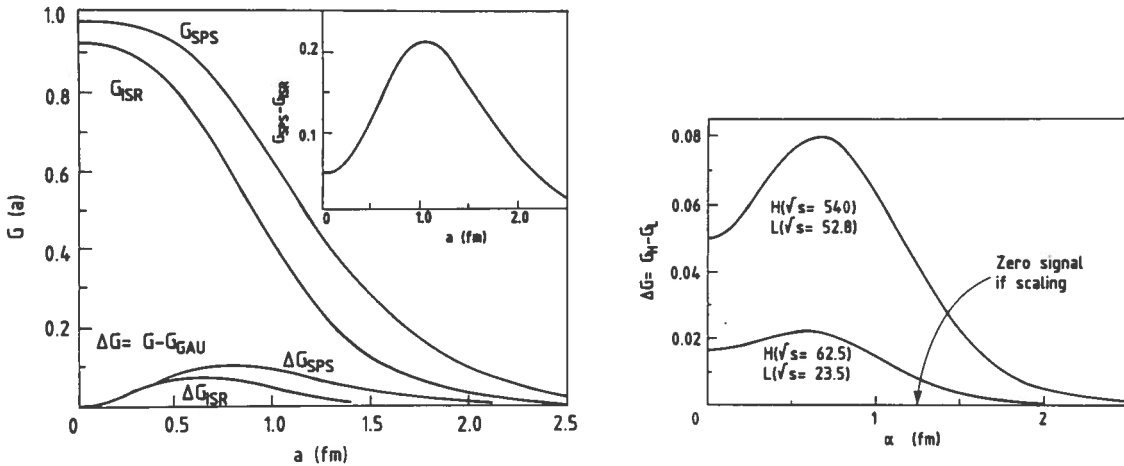 1.0
0.8
0.6
0.4
0.2
G (a)
G_SPS
G_ISR
ΔG= G-G_GAU
ΔG_SPS
ΔG_ISR
0
0.5
1.0
1.5
2.0
2.5
a (fm)
0.2
0.1
G_SPS-G_ISR
0
1.0
2.0
a (fm)
0.08
0.06
0.04
0.02
0
ΔG= G_H-G_L
H(√s= 540)
L(√s= 52.8)
Zero signal
if scaling
H(√s= 62.5)
L(√s= 23.5)
0
1
2
α (fm)